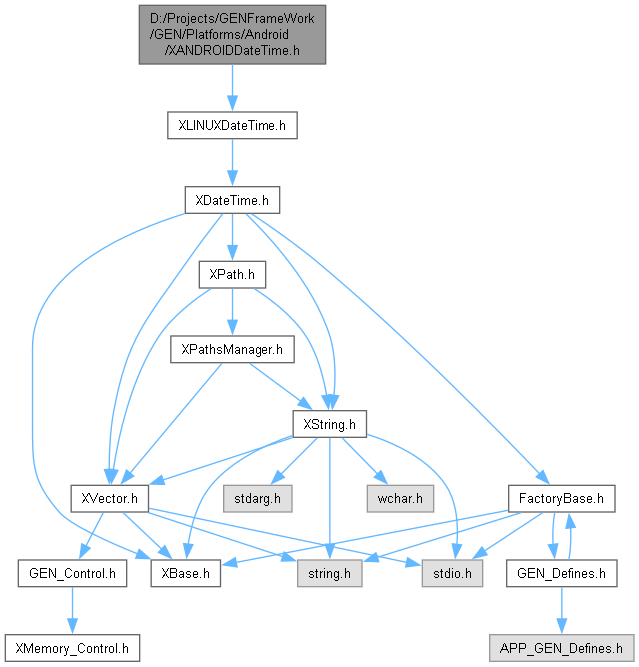 D:/Projects/GENFrameWork
/GEN/Platforms/Android
/XANDROIDDateTime.h
XLINUXDateTime.h
XDateTime.h
XPath.h
XPathsManager.h
XString.h
XVector.h
stdarg.h
wchar.h
FactoryBase.h
GEN_Control.h
XBase.h
string.h
stdio.h
GEN_Defines.h
XMemory_Control.h
APP_GEN_Defines.h